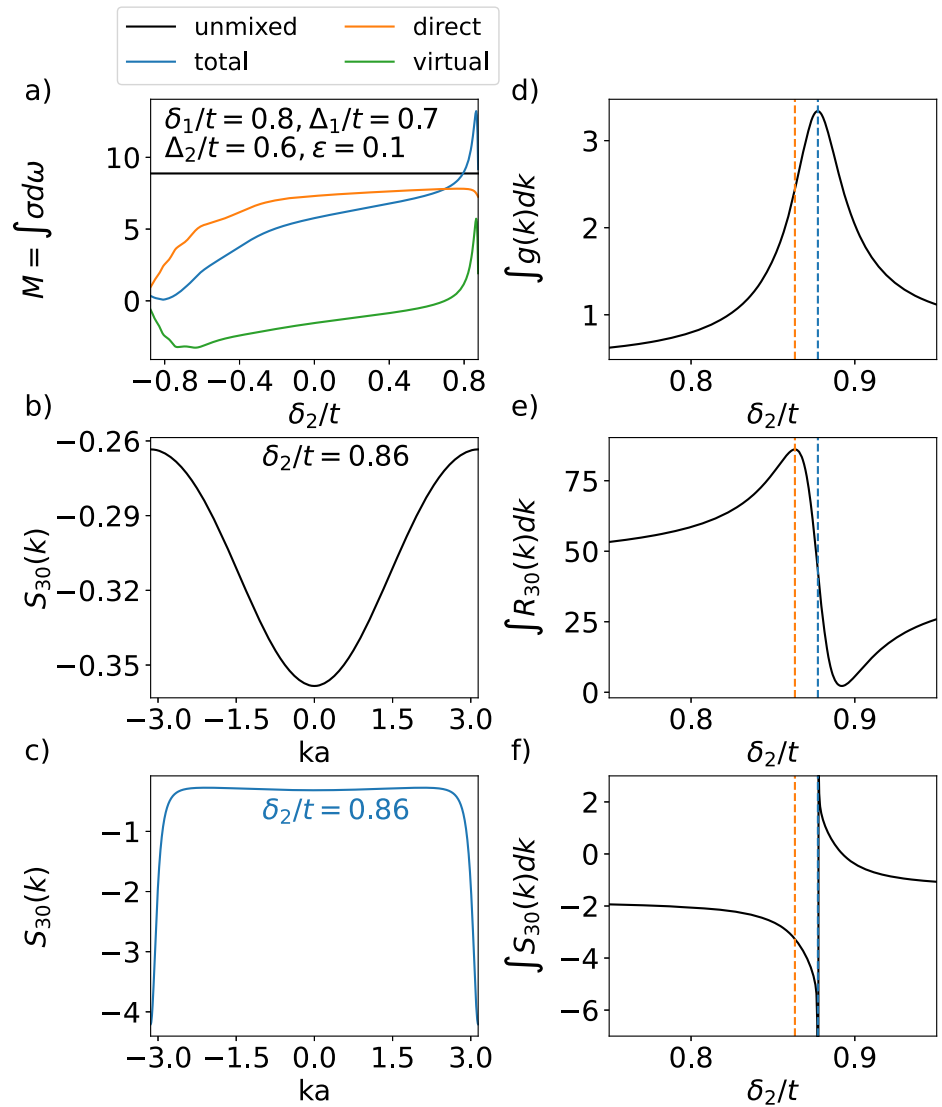 unmixed direct
total virtual
a)
δ₁/t = 0.8, Δ₁/t = 0.7
Δ₂/t = 0.6, ε = 0.1
M = ∫ σdω
10
5
0
−0.8 −0.4 0.0 0.4 0.8
δ₂/t
b)
δ₂/t = 0.86
S₃₀(k)
−0.26
−0.29
−0.32
−0.35
−3.0 −1.5 0.0 1.5 3.0
ka
c)
δ₂/t = 0.86
S₃₀(k)
−1
−2
−3
−4
−3.0 −1.5 0.0 1.5 3.0
ka
d)
∫ g(k)dk
3
2
1
0.8 0.9
δ₂/t
e)
∫ R₃₀(k)dk
75
50
25
0
0.8 0.9
δ₂/t
f)
∫ S₃₀(k)dk
2
0
−2
−4
−6
0.8 0.9
δ₂/t